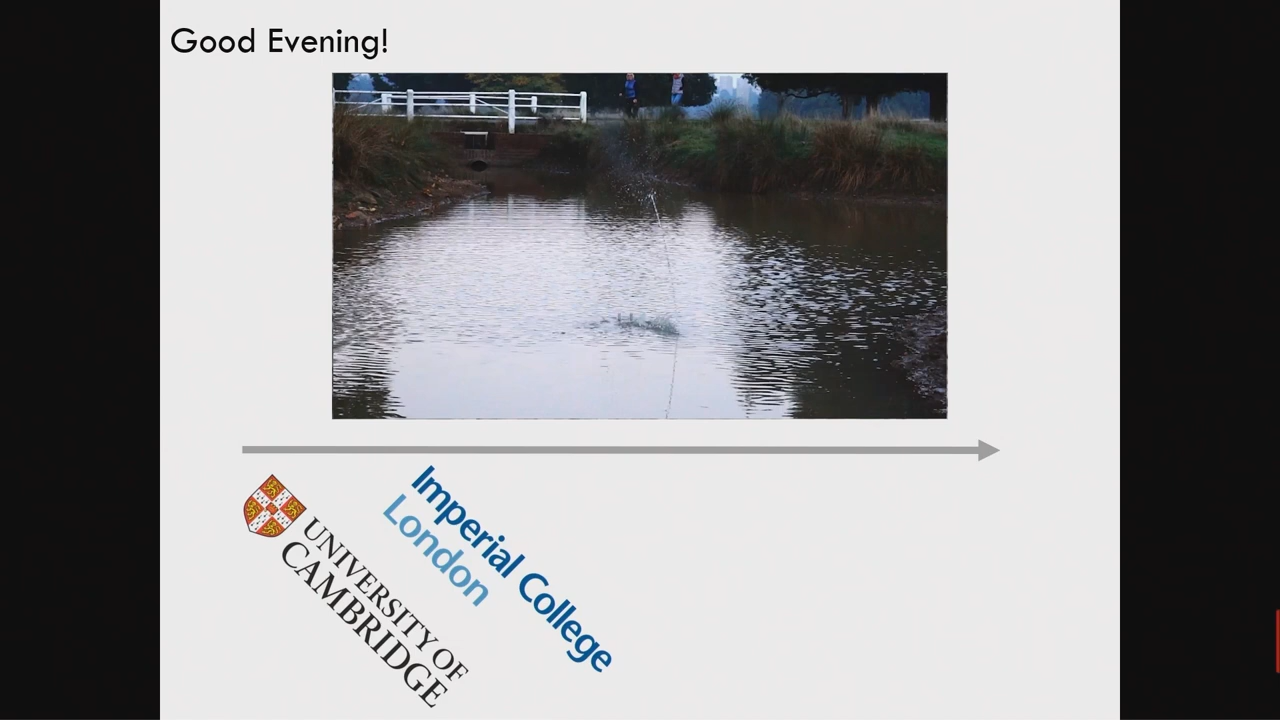 Good Evening!
UNIVERSITY OF
CAMBRIDGE
Imperial College
London